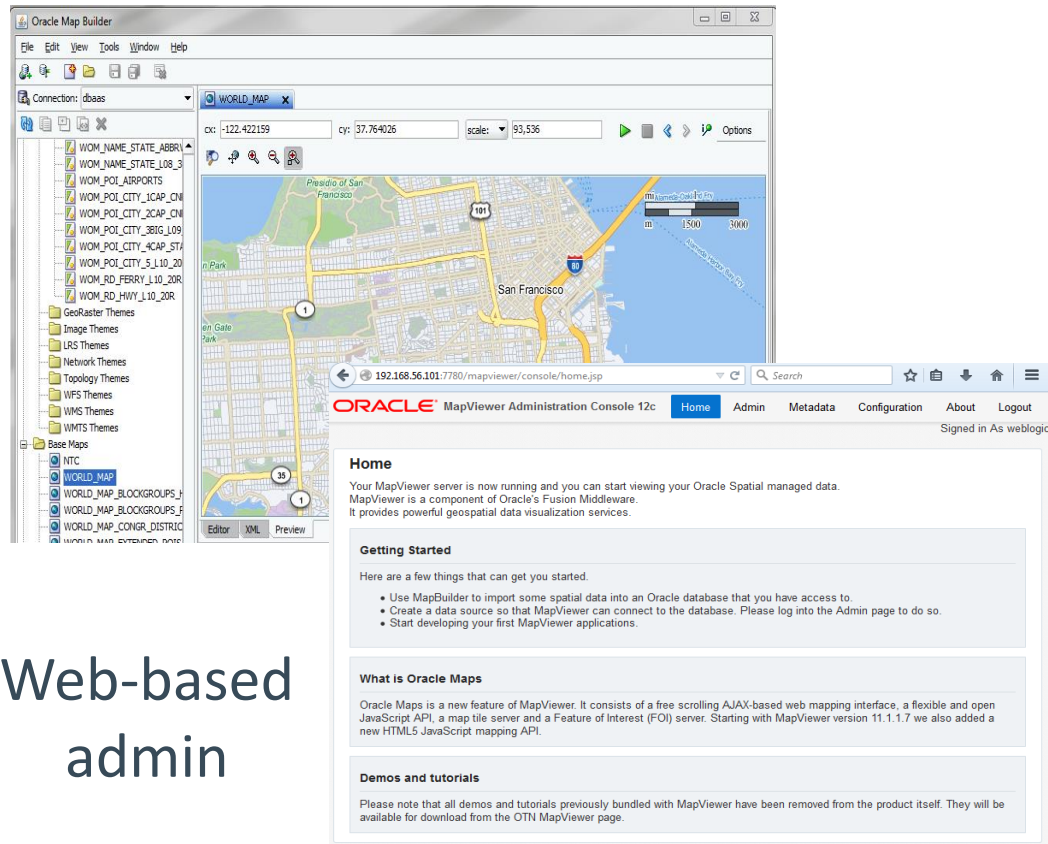 Oracle Map Builder
File Edit View Tools Window Help
Connection: dbaas
WORLD_MAP
cx: -122.422159 cy: 37.764026 scale: 93,536 Options
WOM_NAME_STATE_ABBRV
WOM_NAME_STATE_L08_3
WOM_POI_AIRPORTS
WOM_POI_CITY_1CAP_CN
WOM_POI_CITY_2CAP_CN
WOM_POI_CITY_3BIG_L09
WOM_POI_CITY_4CAP_STA
WOM_POI_CITY_5_L10_20
WOM_RD_FERRY_L10_20R
WOM_RD_HWY_L10_20R
GeoRaster Themes
Image Themes
LRS Themes
Network Themes
Topology Themes
WFS Themes
WMS Themes
WMTS Themes
Base Maps
NTC
WORLD_MAP
WORLD_MAP_BLOCKGROUPS_
WORLD_MAP_BLOCKGROUPS_
WORLD_MAP_CONGR_DISTRIC
WORLD_MAP_EXTENDED_POIS
Presidio of San
Francisco
101
mi
m 1500 3000
n Park
80
San Francisco
1
en Gate
Park
35
1
Editor XML Preview
192.168.56.101:7780/mapviewer/console/home.jsp
Search
ORACLE MapViewer Administration Console 12c Home Admin Metadata Configuration About Logout
Signed in As weblogic
Home
Your MapViewer server is now running and you can start viewing your Oracle Spatial managed data.
MapViewer is a component of Oracle's Fusion Middleware.
It provides powerful geospatial data visualization services.
Getting Started
Here are a few things that can get you started.
• Use MapBuilder to import some spatial data into an Oracle database that you have access to.
• Create a data source so that MapViewer can connect to the database. Please log into the Admin page to do so.
• Start developing your first MapViewer applications.
What is Oracle Maps
Oracle Maps is a new feature of MapViewer. It consists of a free scrolling AJAX-based web mapping interface, a flexible and open
JavaScript API, a map tile server and a Feature of Interest (FOI) server. Starting with MapViewer version 11.1.1.7 we also added a
new HTML5 JavaScript mapping API.
Demos and tutorials
Please note that all demos and tutorials previously bundled with MapViewer have been removed from the product itself. They will be
available for download from the OTN MapViewer page.
Web-based
admin